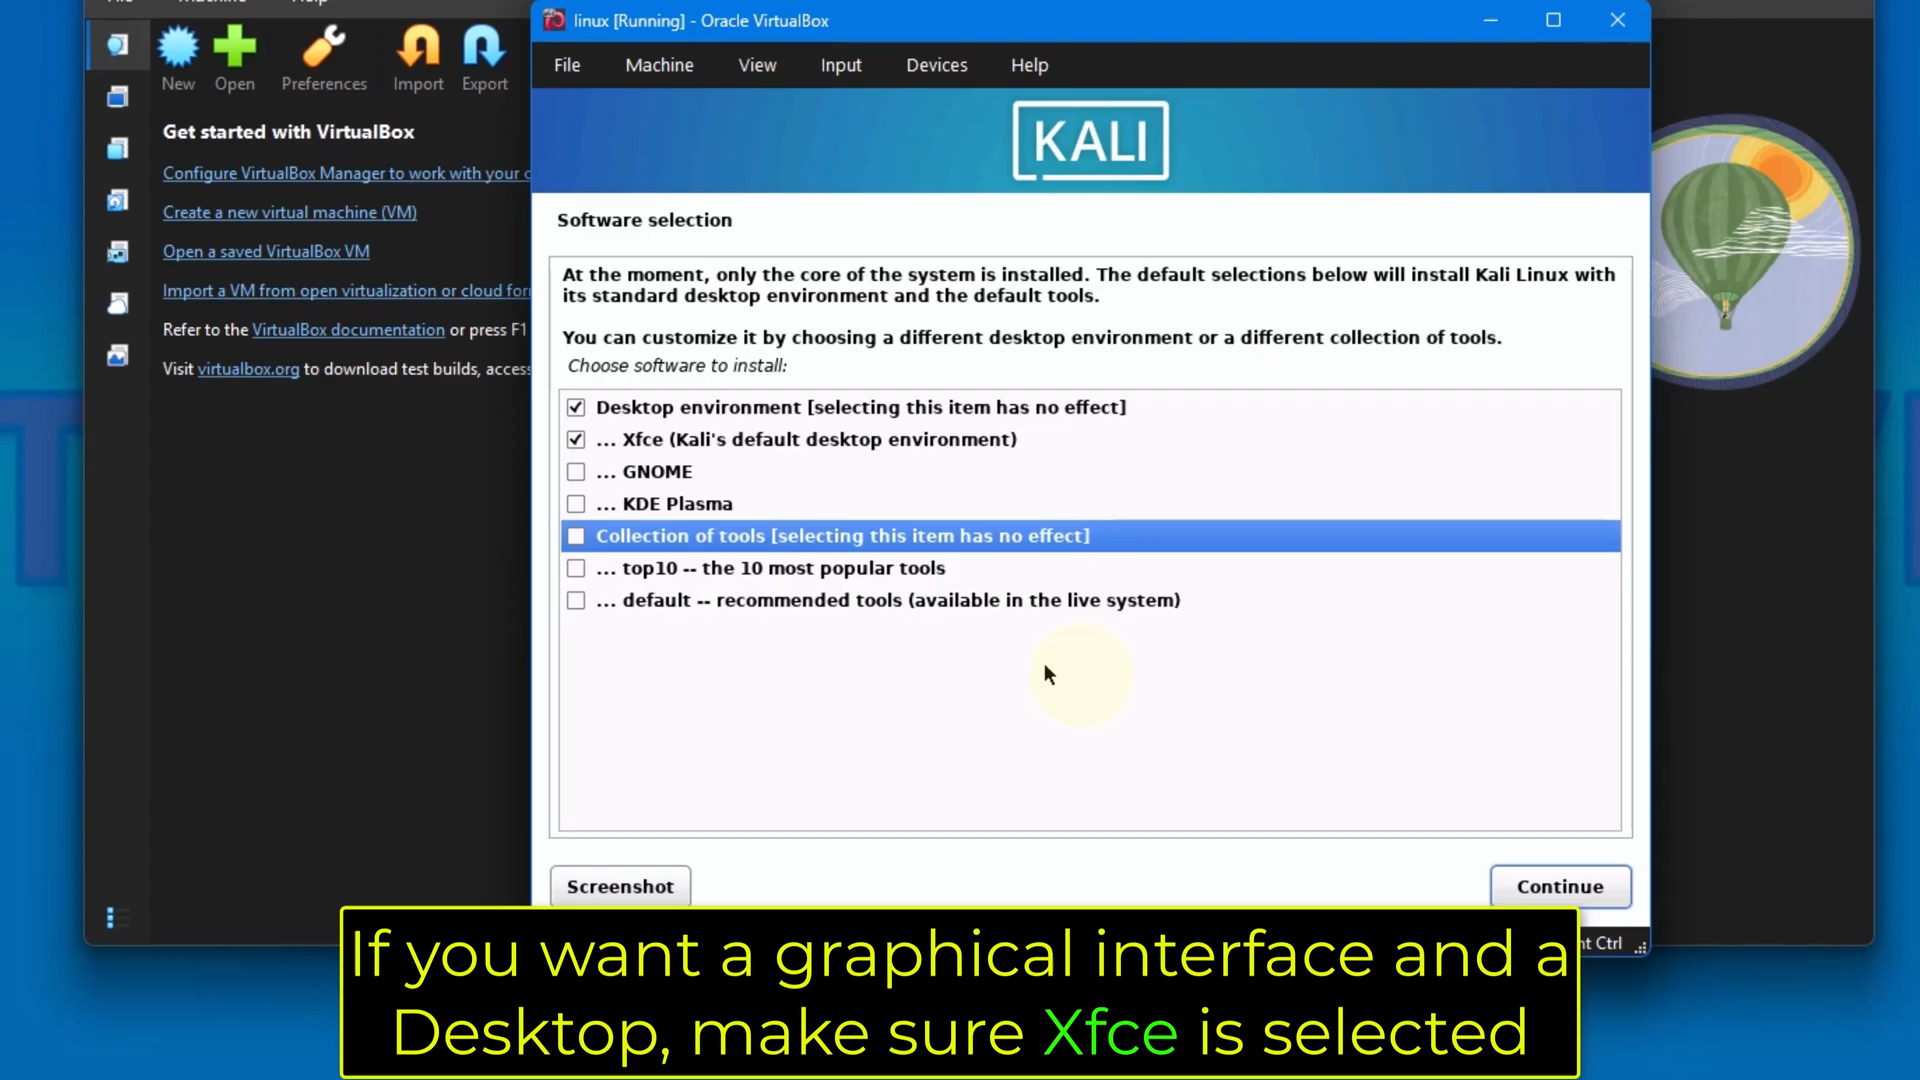 Machine
Help
New
Open
Preferences
Import
Export
Get started with VirtualBox
Configure VirtualBox Manager to work with your
Create a new virtual machine (VM)
Open a saved VirtualBox VM
Import a VM from open virtualization or cloud
Refer to the VirtualBox documentation or press F1
Visit virtualbox.org to download test builds,
linux [Running] - Oracle VirtualBox
File Machine View Input Devices Help
KALI
Software selection
At the moment, only the core of the system is installed. The default selections below will install Kali Linux with
its standard desktop environment and the default tools.
You can customize it by choosing a different desktop environment or a different collection of tools.
Choose software to install:
Desktop environment [selecting this item has no effect]
... Xfce (Kali's default desktop environment)
... GNOME
... KDE Plasma
Collection of tools [selecting this item has no effect]
... top10 -- the 10 most popular tools
... default -- recommended tools (available in the live system)
Screenshot
Continue
Ctrl
If you want a graphical interface and a
Desktop, make sure Xfce is selected